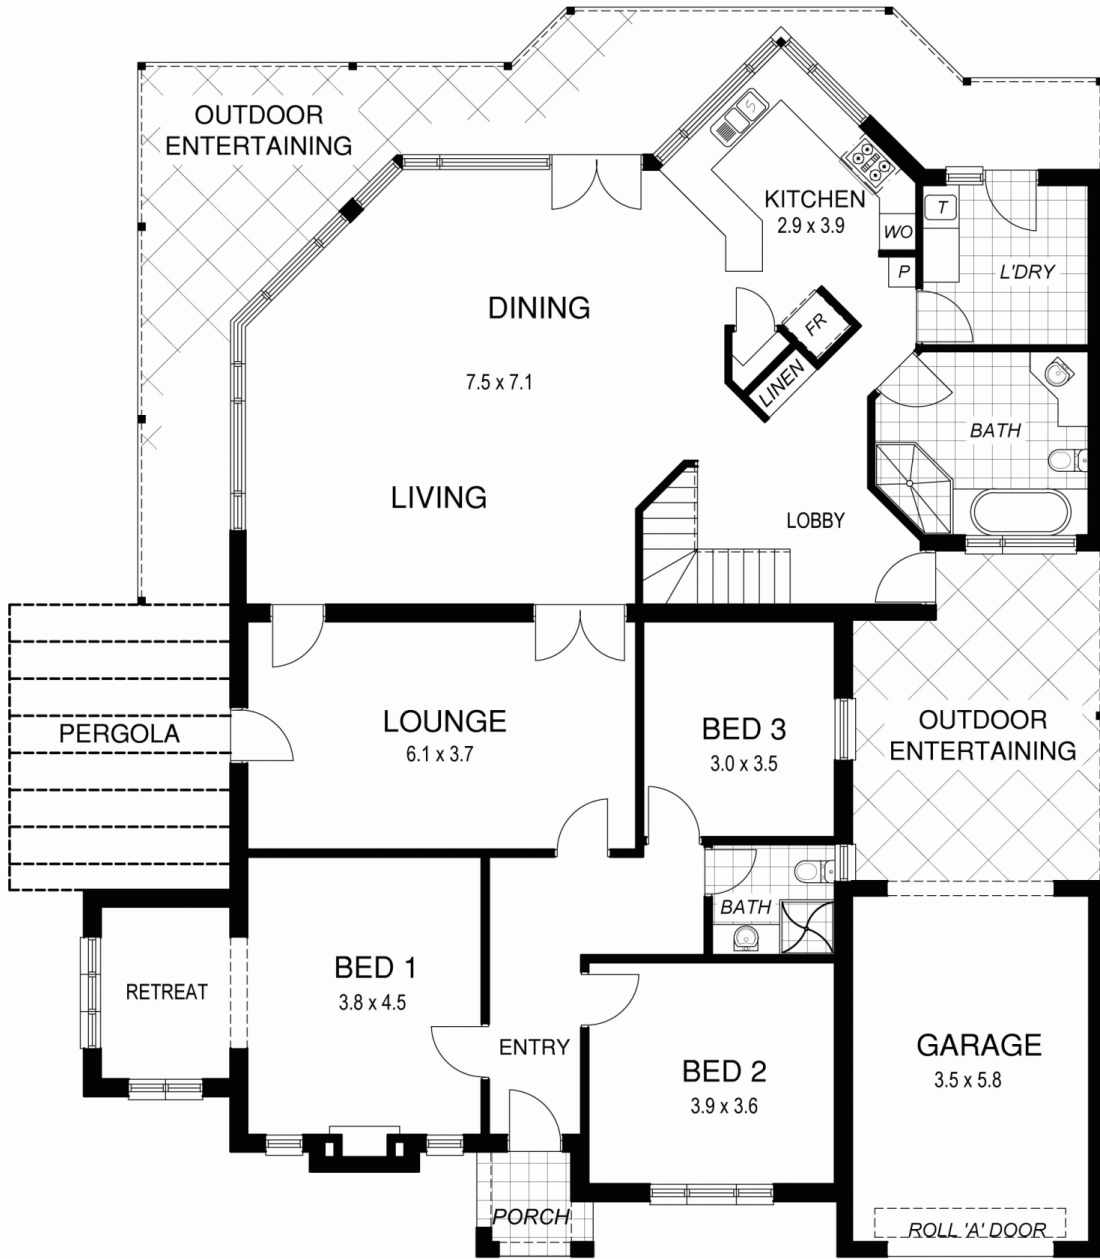 OUTDOOR
ENTERTAINING
S
KITCHEN
2.9 x 3.9
WO
T
P
L'DRY
DINING
FR
7.5 x 7.1
LINEN
BATH
LIVING
LOBBY
PERGOLA
LOUNGE
6.1 x 3.7
BED 3
3.0 x 3.5
OUTDOOR
ENTERTAINING
BATH
RETREAT
BED 1
3.8 x 4.5
ENTRY
BED 2
3.9 x 3.6
GARAGE
3.5 x 5.8
PORCH
ROLL 'A' DOOR